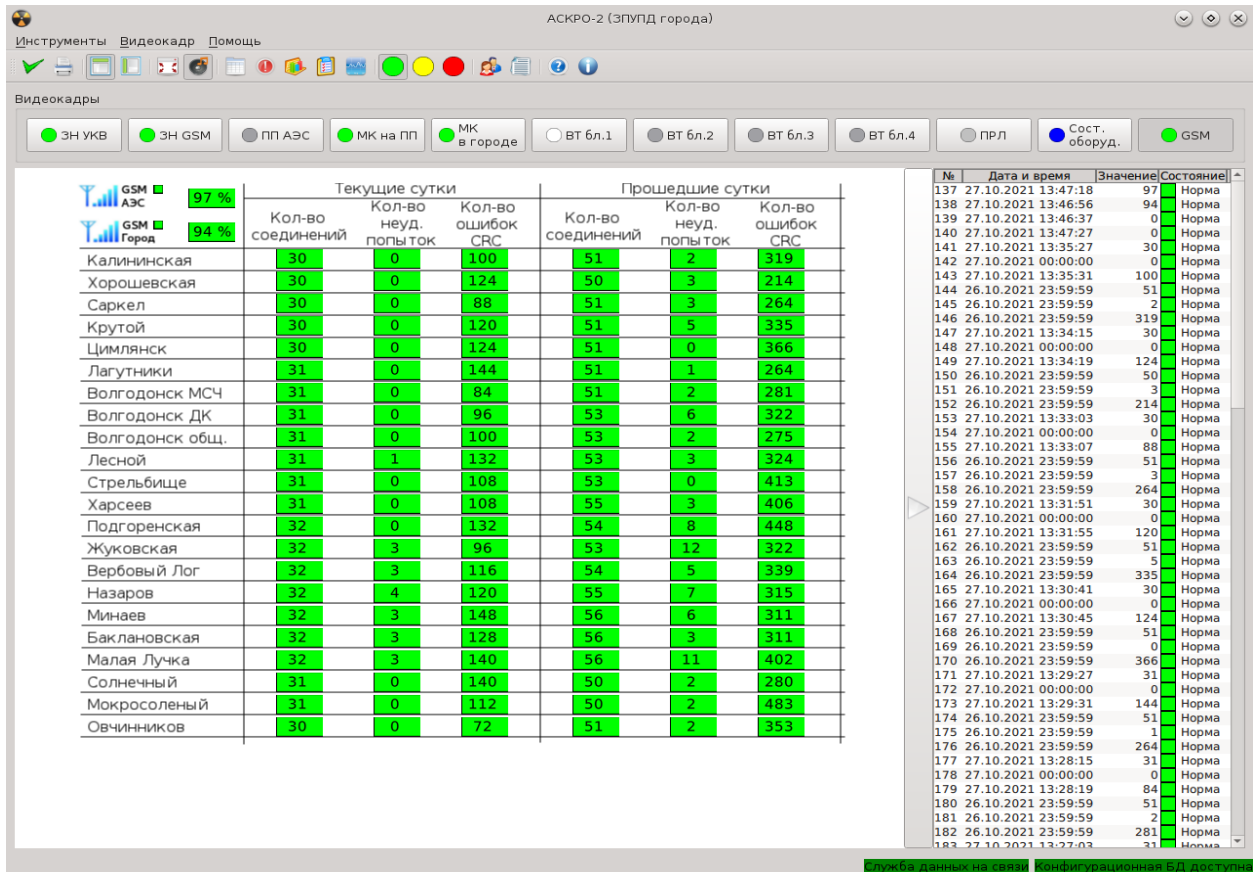 АСКРО-2 (ЗПУПД города)
Инструменты Видеокадр Помощь
Видеокадры
ЗН УКВ ЗН GSM ПП АЭС МК на ПП МК в городе ВТ бл.1 ВТ бл.2 ВТ бл.3 ВТ бл.4 ПРЛ Сост. оборуд. GSM
GSM АЭС 97 %
GSM Город 94 %
Текущие сутки Прошедшие сутки
Кол-во соединений Кол-во неуд. попыток Кол-во ошибок CRC Кол-во соединений Кол-во неуд. попыток Кол-во ошибок CRC
Калининская 30 0 100 51 2 319
Хорошевская 30 0 124 50 3 214
Саркел 30 0 88 51 3 264
Крутой 30 0 120 51 5 335
Цимлянск 30 0 124 51 0 366
Лагутники 31 0 144 51 1 264
Волгодонск МСЧ 31 0 84 51 2 281
Волгодонск ДК 31 0 96 53 6 322
Волгодонск общ. 31 0 100 53 2 275
Лесной 31 1 132 53 3 324
Стрельбище 31 0 108 53 0 413
Харсеев 31 0 108 55 3 406
Подгоренская 32 0 132 54 8 448
Жуковская 32 3 96 53 12 322
Вербовый Лог 32 3 116 54 5 339
Назаров 32 4 120 55 7 315
Минаев 32 3 148 56 6 311
Баклановская 32 3 128 56 3 311
Малая Лучка 32 3 140 56 11 402
Солнечный 31 0 140 50 2 280
Мокросоленый 31 0 112 50 2 483
Овчинников 30 0 72 51 2 353
№ Дата и время Значение Состояние
137 27.10.2021 13:47:18 97 Норма
138 27.10.2021 13:46:56 94 Норма
139 27.10.2021 13:46:37 0 Норма
140 27.10.2021 13:47:27 0 Норма
141 27.10.2021 13:35:27 30 Норма
142 27.10.2021 00:00:00 0 Норма
143 27.10.2021 13:35:31 100 Норма
144 26.10.2021 23:59:59 51 Норма
145 26.10.2021 23:59:59 2 Норма
146 26.10.2021 23:59:59 319 Норма
147 27.10.2021 13:34:15 30 Норма
148 27.10.2021 00:00:00 0 Норма
149 27.10.2021 13:34:19 124 Норма
150 26.10.2021 23:59:59 50 Норма
151 26.10.2021 23:59:59 3 Норма
152 26.10.2021 23:59:59 214 Норма
153 27.10.2021 13:33:03 30 Норма
154 27.10.2021 00:00:00 0 Норма
155 27.10.2021 13:33:07 88 Норма
156 26.10.2021 23:59:59 51 Норма
157 26.10.2021 23:59:59 3 Норма
158 26.10.2021 23:59:59 264 Норма
159 27.10.2021 13:31:51 30 Норма
160 27.10.2021 00:00:00 0 Норма
161 27.10.2021 13:31:55 120 Норма
162 26.10.2021 23:59:59 51 Норма
163 26.10.2021 23:59:59 5 Норма
164 26.10.2021 23:59:59 335 Норма
165 27.10.2021 13:30:41 30 Норма
166 27.10.2021 00:00:00 0 Норма
167 27.10.2021 13:30:45 124 Норма
168 26.10.2021 23:59:59 51 Норма
169 26.10.2021 23:59:59 0 Норма
170 26.10.2021 23:59:59 366 Норма
171 27.10.2021 13:29:27 31 Норма
172 27.10.2021 00:00:00 0 Норма
173 27.10.2021 13:29:31 144 Норма
174 26.10.2021 23:59:59 51 Норма
175 26.10.2021 23:59:59 1 Норма
176 26.10.2021 23:59:59 264 Норма
177 27.10.2021 13:28:15 31 Норма
178 27.10.2021 00:00:00 0 Норма
179 27.10.2021 13:28:19 84 Норма
180 26.10.2021 23:59:59 51 Норма
181 26.10.2021 23:59:59 2 Норма
182 26.10.2021 23:59:59 281 Норма
183 27.10.2021 13:27:03 31 Норма
Служба данных на связи Конфигурационная БД доступна